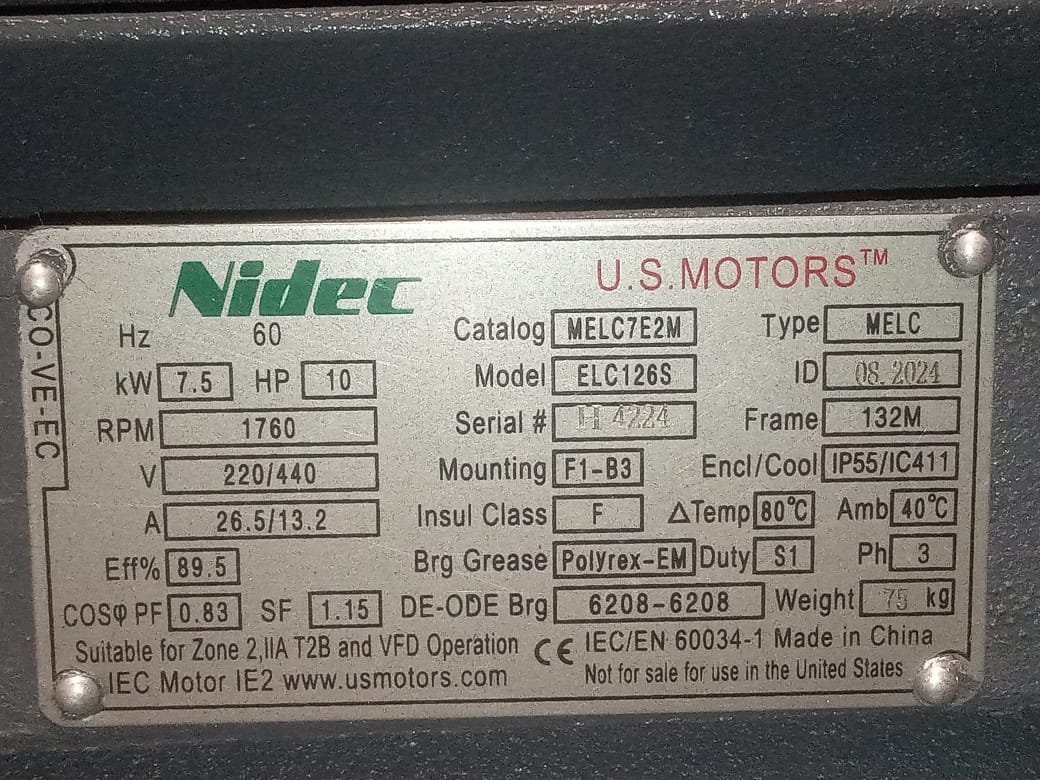 Nidec U.S.MOTORS™
Hz 60 Catalog MELC7E2M Type MELC
kW 7.5 HP 10 Model ELC126S ID 08.2024
RPM 1760 Serial # H 4224 Frame 132M
V 220/440 Mounting F1-B3 Encl/Cool IP55/IC411
A 26.5/13.2 Insul Class F ΔTemp 80°C Amb 40°C
Eff% 89.5 Brg Grease Polyrex-EM Duty S1 Ph 3
COSφ PF 0.83 SF 1.15 DE-ODE Brg 6208-6208 Weight 75 kg
Suitable for Zone 2,IIA T2B and VFD Operation CE IEC/EN 60034-1 Made in China
IEC Motor IE2 www.usmotors.com Not for sale for use in the United States
CO-VE-EC